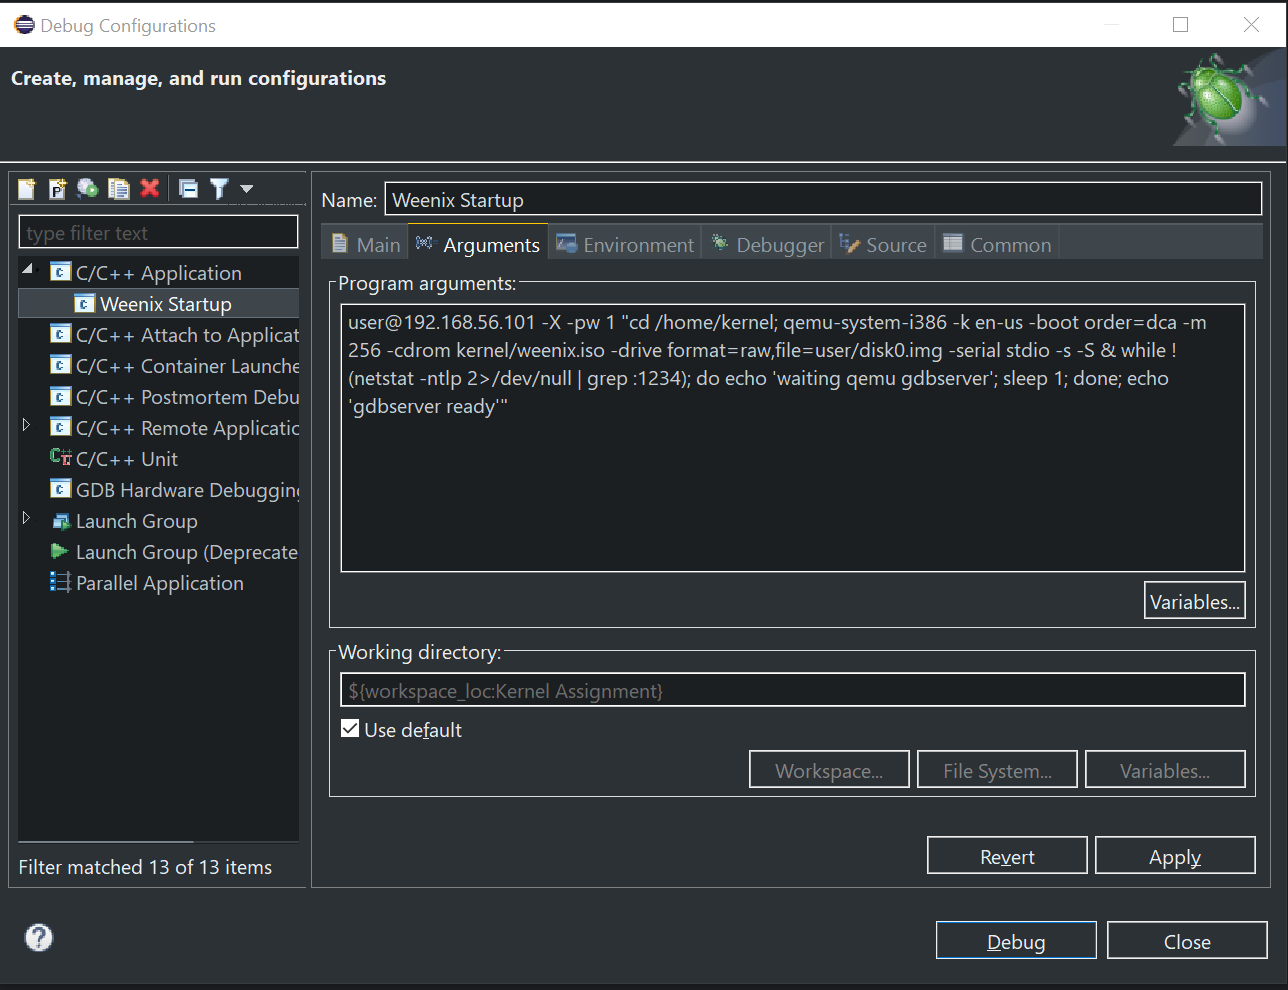 Debug Configurations
Create, manage, and run configurations
type filter text
C/C++ Application
Weenix Startup
C/C++ Attach to Applicat
C/C++ Container Launche
C/C++ Postmortem Debu
C/C++ Remote Applicatio
C/C++ Unit
GDB Hardware Debugging
Launch Group
Launch Group (Deprecate
Parallel Application
Filter matched 13 of 13 items
Name: Weenix Startup
Main Arguments Environment Debugger Source Common
Program arguments:
user@192.168.56.101 -X -pw 1 "cd /home/kernel; qemu-system-i386 -k en-us -boot order=dca -m
256 -cdrom kernel/weenix.iso -drive format=raw,file=user/disk0.img -serial stdio -s -S & while !
(netstat -ntlp 2>/dev/null | grep :1234); do echo 'waiting qemu gdbserver'; sleep 1; done; echo
'gdbserver ready'"
Variables...
Working directory:
${workspace_loc:Kernel Assignment}
Use default
Workspace... File System... Variables...
Revert Apply
Debug Close